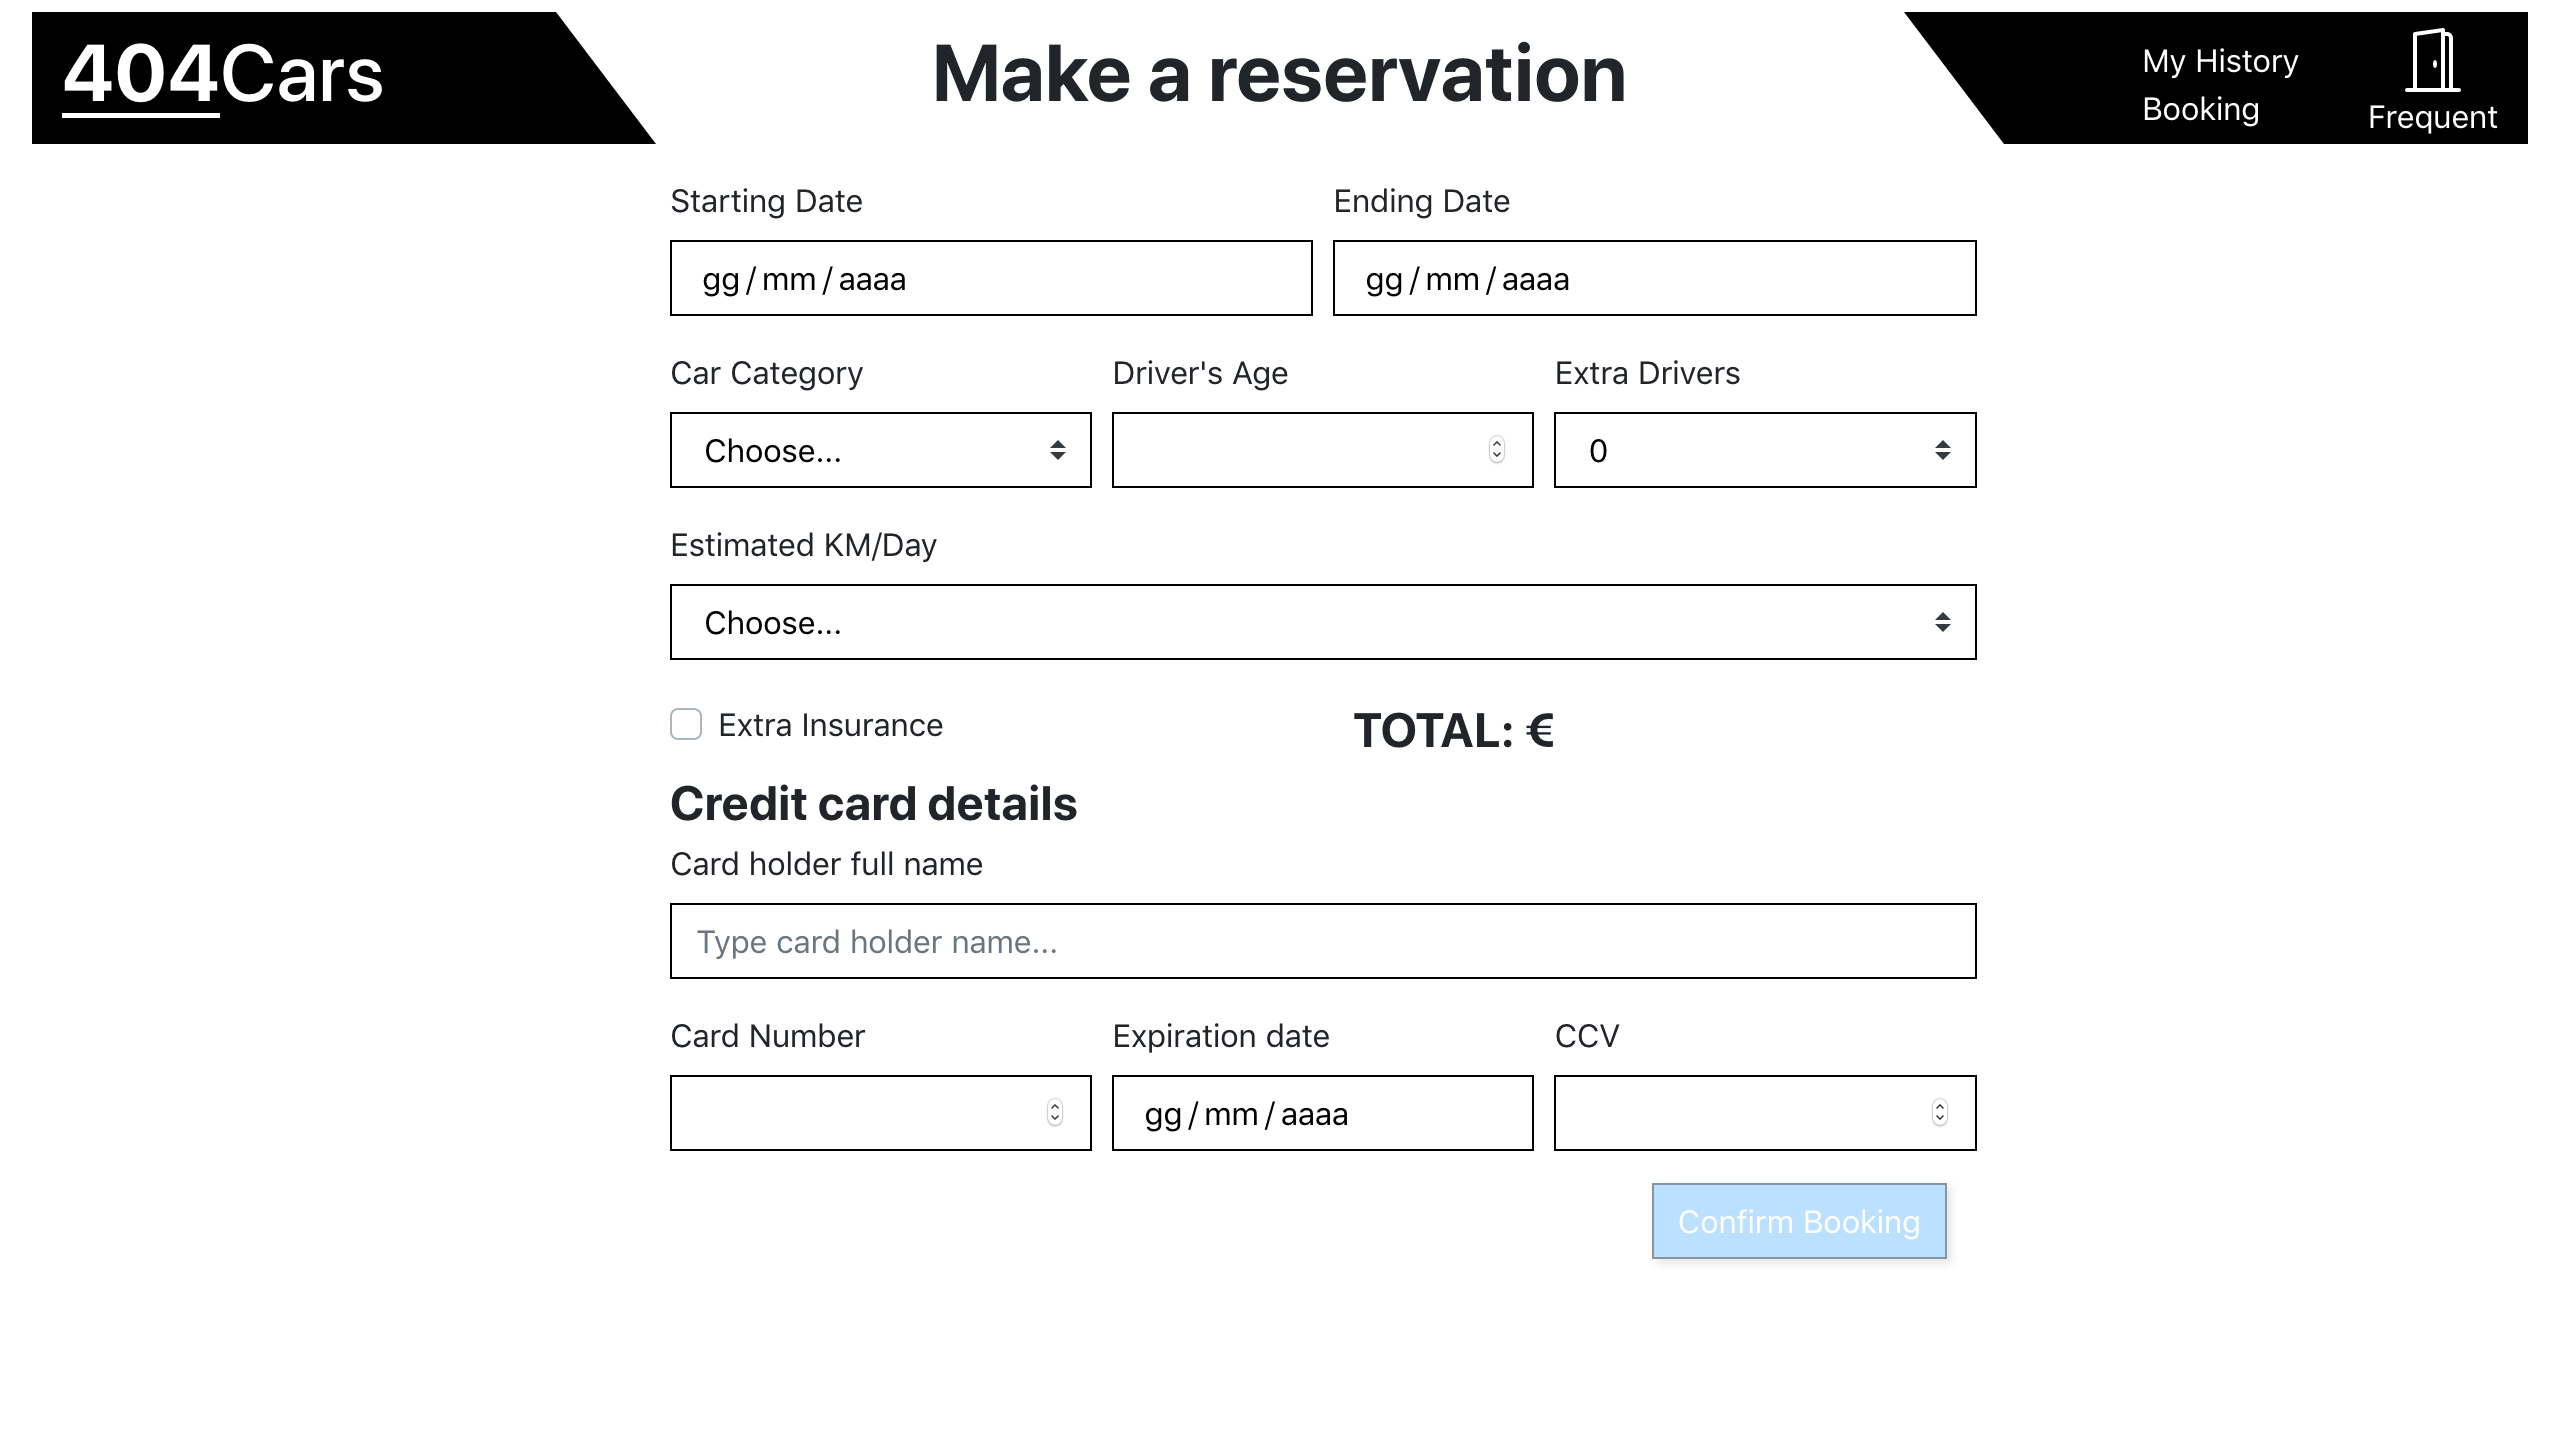 404Cars
Make a reservation
My History
Booking
Frequent
Starting Date
Ending Date
gg/mm/aaaa
gg/mm/aaaa
Car Category
Driver's Age
Extra Drivers
Choose...
0
Estimated KM/Day
Choose...
Extra Insurance
TOTAL: €
Credit card details
Card holder full name
Type card holder name...
Card Number
Expiration date
CCV
gg/mm/aaaa
Confirm Booking